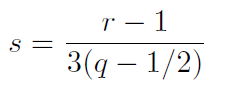 s = \frac{r - 1}{3(q - 1/2)}